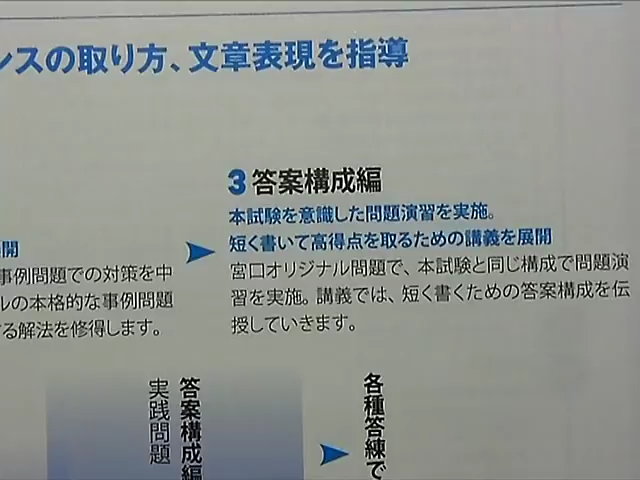 ンスの取り方、文章表現を指導
開
事例問題での対策を中
ルの本格的な事例問題
する解法を修得します。
3 答案構成編
本試験を意識した問題演習を実施。
短く書いて高得点を取るための講義を展開
宮口オリジナル問題で、本試験と同じ構成で問題演
習を実施。講義では、短く書くための答案構成を伝
授していきます。
答案構成編
実践問題
各種答練で